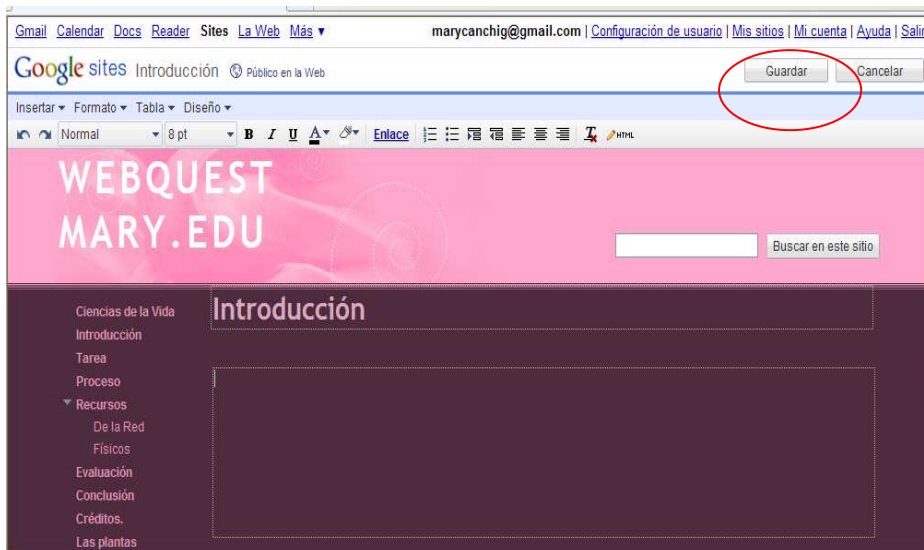 Gmail Calendar Docs Reader Sites La Web Más ▼ marycanchig@gmail.com | Configuración de usuario | Mis sitios | Mi cuenta | Ayuda | Salir
Google sites Introducción Público en la Web Guardar Cancelar
Insertar Formato Tabla Diseño
Normal 8 pt B I U A Enlace T HTML
WEBQUEST
MARY.EDU
Buscar en este sitio
Introducción
Ciencias de la Vida
Introducción
Tarea
Proceso
Recursos
De la Red
Físicos
Evaluación
Conclusión
Créditos.
Las plantas